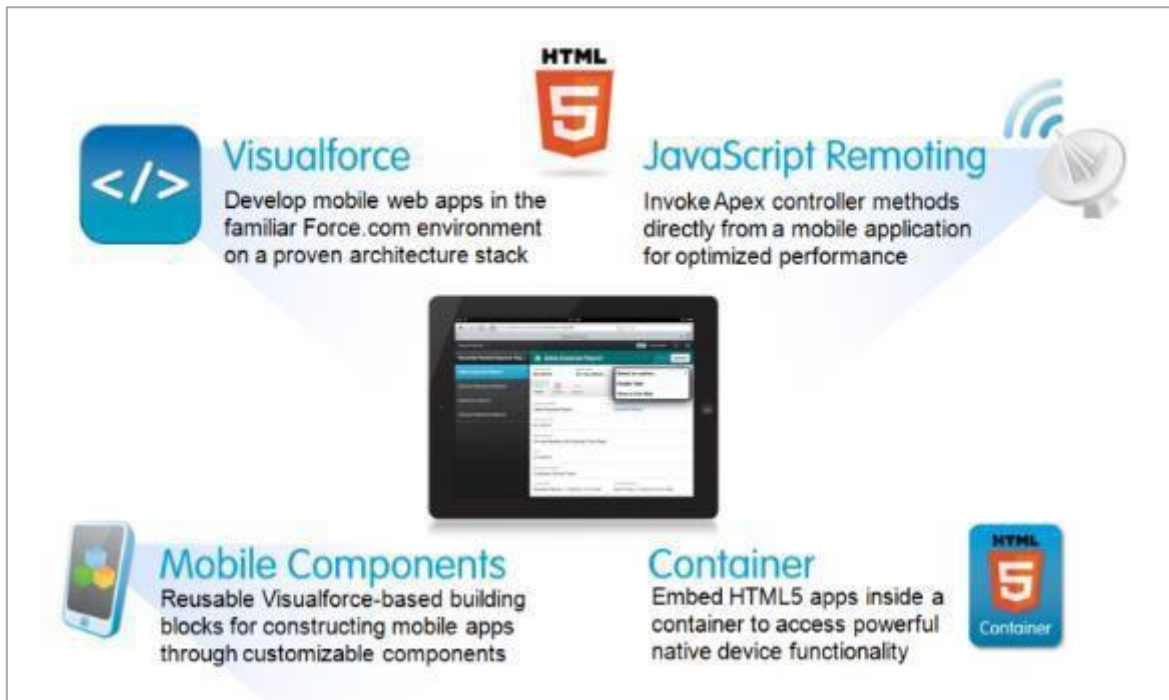 HTML
5
Visualforce
Develop mobile web apps in the
familiar Force.com environment
on a proven architecture stack
</>
JavaScript Remoting
Invoke Apex controller methods
directly from a mobile application
for optimized performance
Mobile Components
Reusable Visualforce-based building
blocks for constructing mobile apps
through customizable components
Container
Embed HTML5 apps inside a
container to access powerful
native device functionality
HTML
5
Container